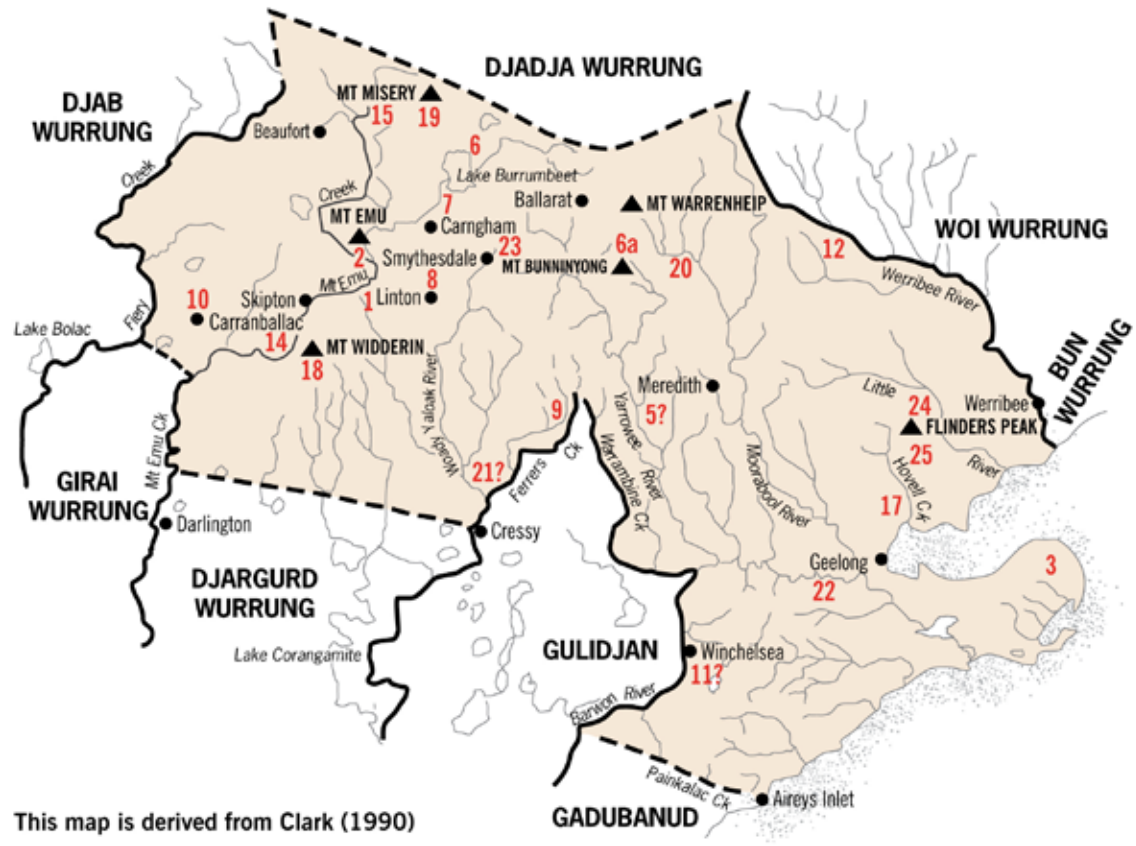 DJADJA WURRUNG
DJAB
WURRUNG
MT MISERY
15
19
Beaufort
6
Creek
Lake Burrumbeet
Creek
7
Ballarat
MT WARRENHEIP
MT EMU
Carngham
WOI WURRUNG
2
Smythesdale
23
6a
12
MT BUNNINYONG
20
Werribee River
Mt Emu
8
10
Skipton
1
Linton
Fiery
Lake Bolac
Carranballac
14
MT WIDDERIN
18
BUN
WURRUNG
Woady Yaloak River
Meredith
Little
Werribee
9
5?
24
FLINDERS PEAK
Yarrowee River
Warrambine Ck
25
River
21?
Ferrers Ck
Moorabool River
Hovell Ck
Mt Emu Ck
GIRAI
WURRUNG
17
Darlington
Cressy
Geelong
3
DJARGURD
WURRUNG
22
Lake Corangamite
GULIDJAN
Winchelsea
11?
Barwon River
Painkalac Ck
Aireys Inlet
GADUBANUD
This map is derived from Clark (1990)